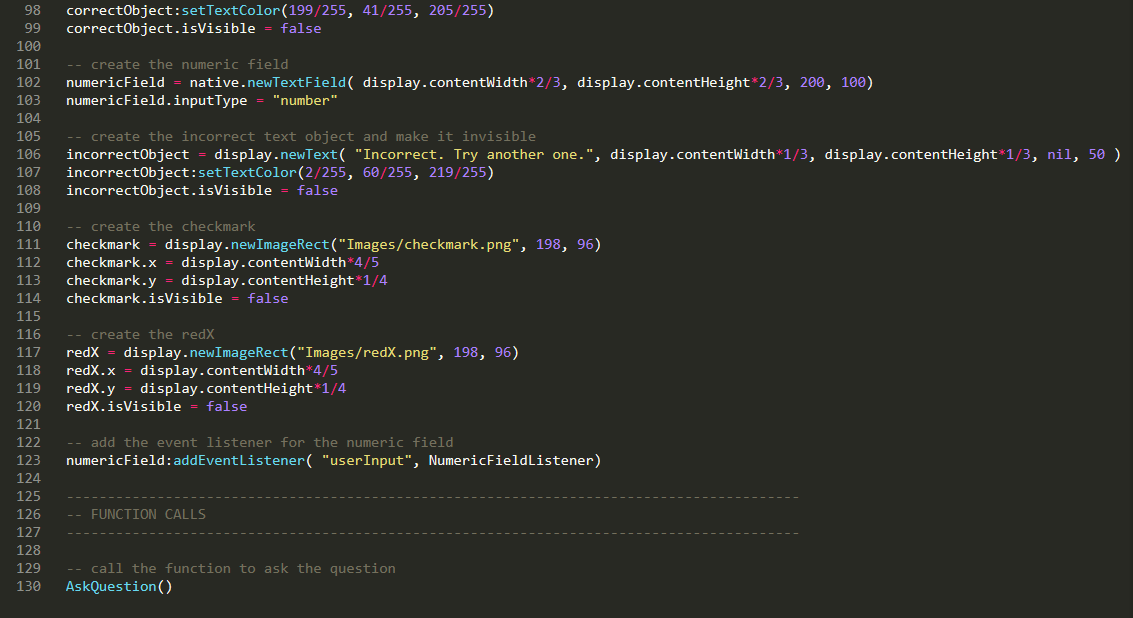 98 correctObject:setTextColor(199/255, 41/255, 205/255)
99 correctObject.isVisible = false
100
101 -- create the numeric field
102 numericField = native.newTextField( display.contentWidth*2/3, display.contentHeight*2/3, 200, 100)
103 numericField.inputType = "number"
104
105 -- create the incorrect text object and make it invisible
106 incorrectObject = display.newText( "Incorrect. Try another one.", display.contentWidth*1/3, display.contentHeight*1/3, nil, 50 )
107 incorrectObject:setTextColor(2/255, 60/255, 219/255)
108 incorrectObject.isVisible = false
109
110 -- create the checkmark
111 checkmark = display.newImageRect("Images/checkmark.png", 198, 96)
112 checkmark.x = display.contentWidth*4/5
113 checkmark.y = display.contentHeight*1/4
114 checkmark.isVisible = false
115
116 -- create the redX
117 redX = display.newImageRect("Images/redX.png", 198, 96)
118 redX.x = display.contentWidth*4/5
119 redX.y = display.contentHeight*1/4
120 redX.isVisible = false
121
122 -- add the event listener for the numeric field
123 numericField:addEventListener( "userInput", NumericFieldListener)
124
125 -----------------------------------------------------------------------------------------
126 -- FUNCTION CALLS
127 -----------------------------------------------------------------------------------------
128
129 -- call the function to ask the question
130 AskQuestion()